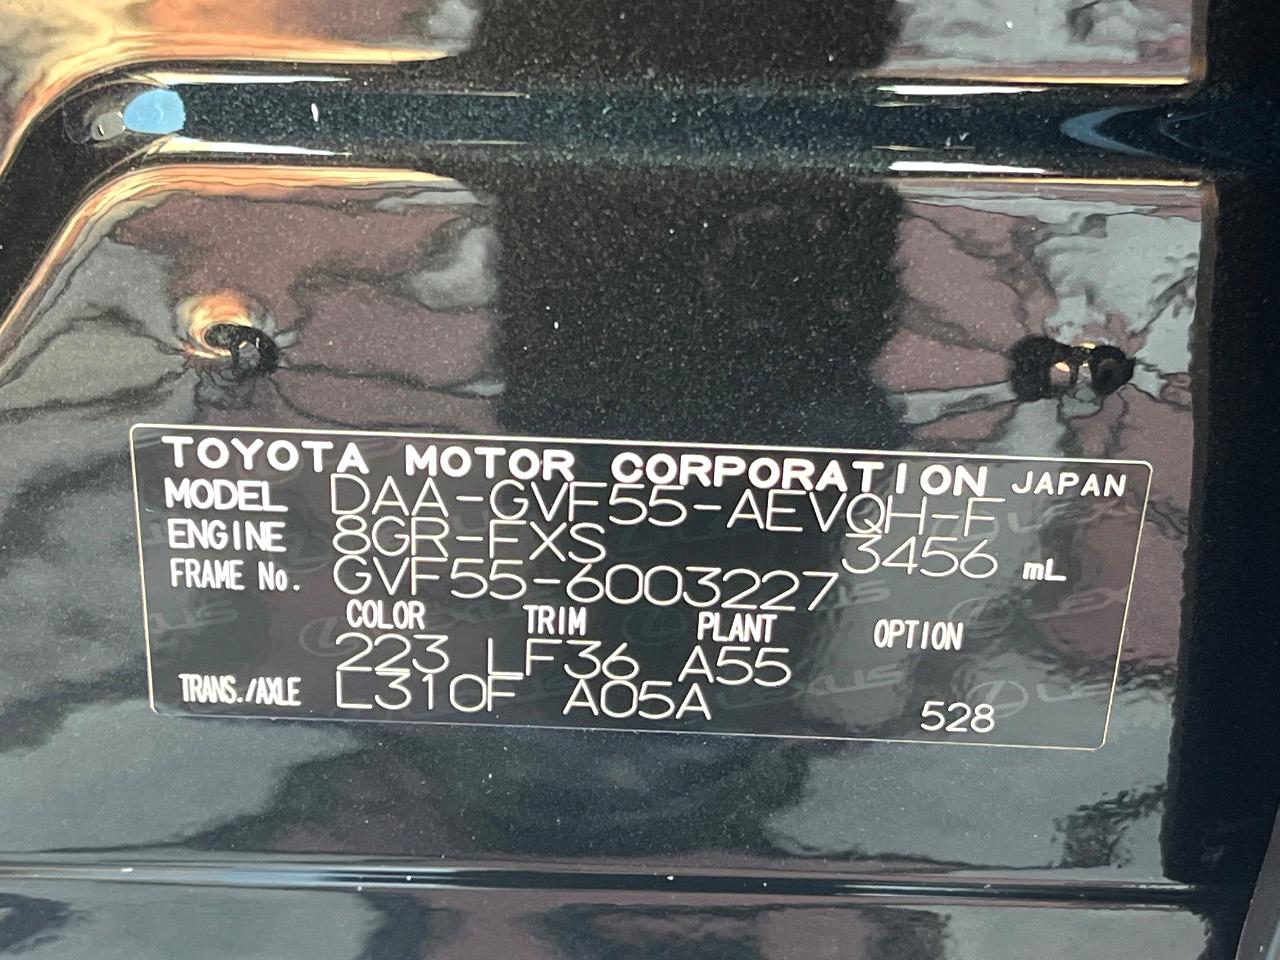 TOYOTA MOTOR CORPORATION JAPAN
MODEL DAA-GVF55-AEVQH-F
ENGINE 8GR-FXS 3456 mL
FRAME No. GVF55-6003227
COLOR TRIM PLANT OPTION
223 LF36 A55
TRANS./AXLE L310F A05A 528